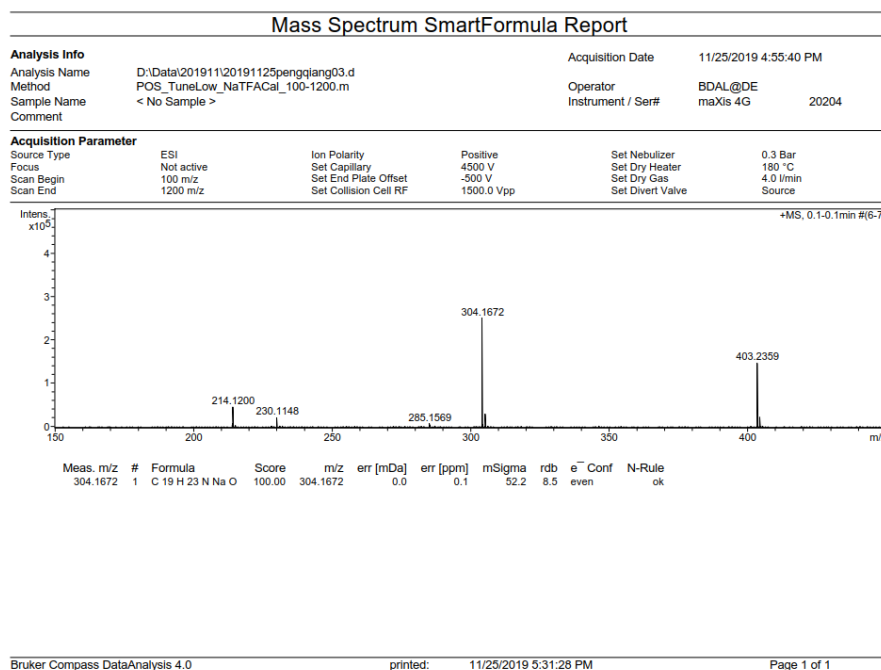 Mass Spectrum SmartFormula Report
Analysis Info
Acquisition Date 11/25/2019 4:55:40 PM
Analysis Name D:\Data\201911\20191125pengqiang03.d
Method POS_TuneLow_NaTFACal_100-1200.m Operator BDAL@DE
Sample Name < No Sample > Instrument / Ser# maXis 4G 20204
Comment
Acquisition Parameter
Source Type ESI Ion Polarity Positive Set Nebulizer 0.3 Bar
Focus Not active Set Capillary 4500 V Set Dry Heater 180 °C
Scan Begin 100 m/z Set End Plate Offset -500 V Set Dry Gas 4.0 l/min
Scan End 1200 m/z Set Collision Cell RF 1500.0 Vpp Set Divert Valve Source
Intens. +MS, 0.1-0.1min #(6-7
x10⁵
4
3
304.1672
2
403.2359
1
214.1200
230.1148
285.1569
0
150 200 250 300 350 400 m/
Meas. m/z # Formula Score m/z err [mDa] err [ppm] mSigma rdb e¯ Conf N-Rule
304.1672 1 C 19 H 23 N Na O 100.00 304.1672 0.0 0.1 52.2 8.5 even ok
Bruker Compass DataAnalysis 4.0 printed: 11/25/2019 5:31:28 PM Page 1 of 1